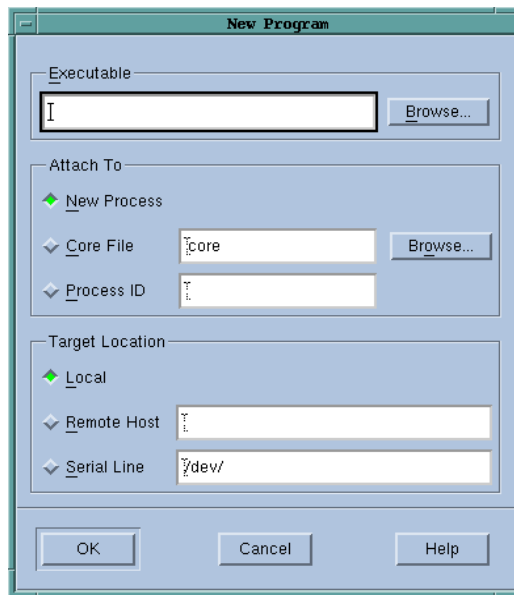 New Program
Executable
Browse...
Attach To
New Process
Core File core Browse...
Process ID
Target Location
Local
Remote Host
Serial Line /dev/
OK Cancel Help